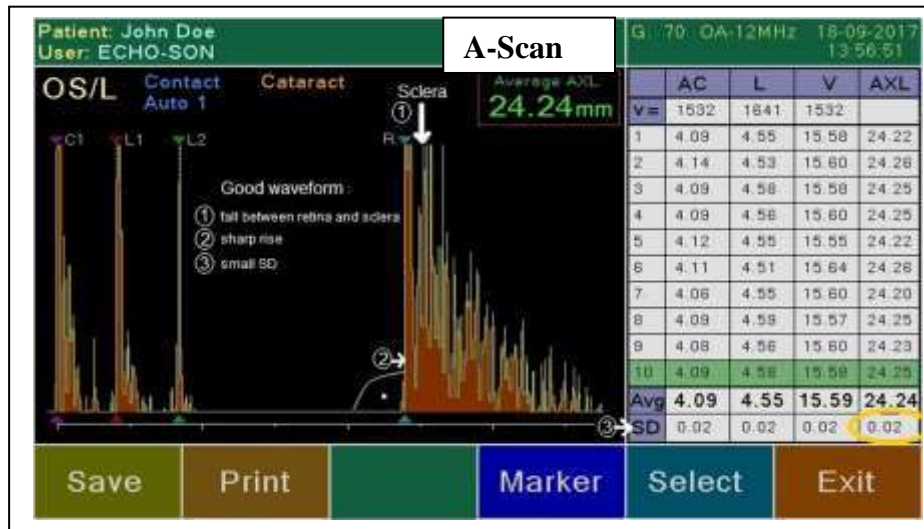 Patient: John Doe
User: ECHO-SON
A-Scan
G: 70 OA-12MHz 18-09-2017
13:56:51
OS/L Contact Cataract
Auto 1
Sclera
①
Average AXL
24.24mm
C1 L1 L2 R
Good waveform :
① fall between retina and sclera
② sharp rise
③ small SD
②
③
AC L V AXL
v= 1532 1641 1532
1 4.09 4.55 15.58 24.22
2 4.14 4.53 15.60 24.26
3 4.09 4.58 15.58 24.25
4 4.09 4.56 15.60 24.25
5 4.12 4.55 15.55 24.22
6 4.11 4.51 15.64 24.26
7 4.06 4.55 15.60 24.20
8 4.09 4.59 15.57 24.25
9 4.08 4.56 15.60 24.23
10 4.09 4.56 15.59 24.25
Avg 4.09 4.55 15.59 24.24
SD 0.02 0.02 0.02 0.02
Save Print Marker Select Exit